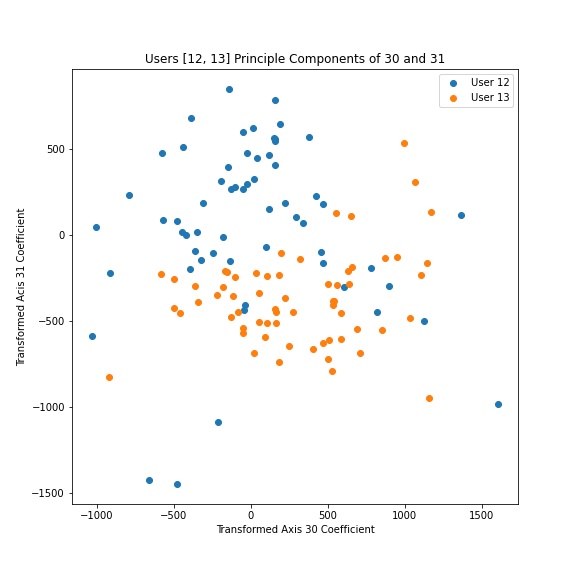 Users [12, 13] Principle Components of 30 and 31
User 12
User 13
Transformed Acis 31 Coefficient
500
0
−500
−1000
−1500
−1000 −500 0 500 1000 1500
Transformed Axis 30 Coefficient